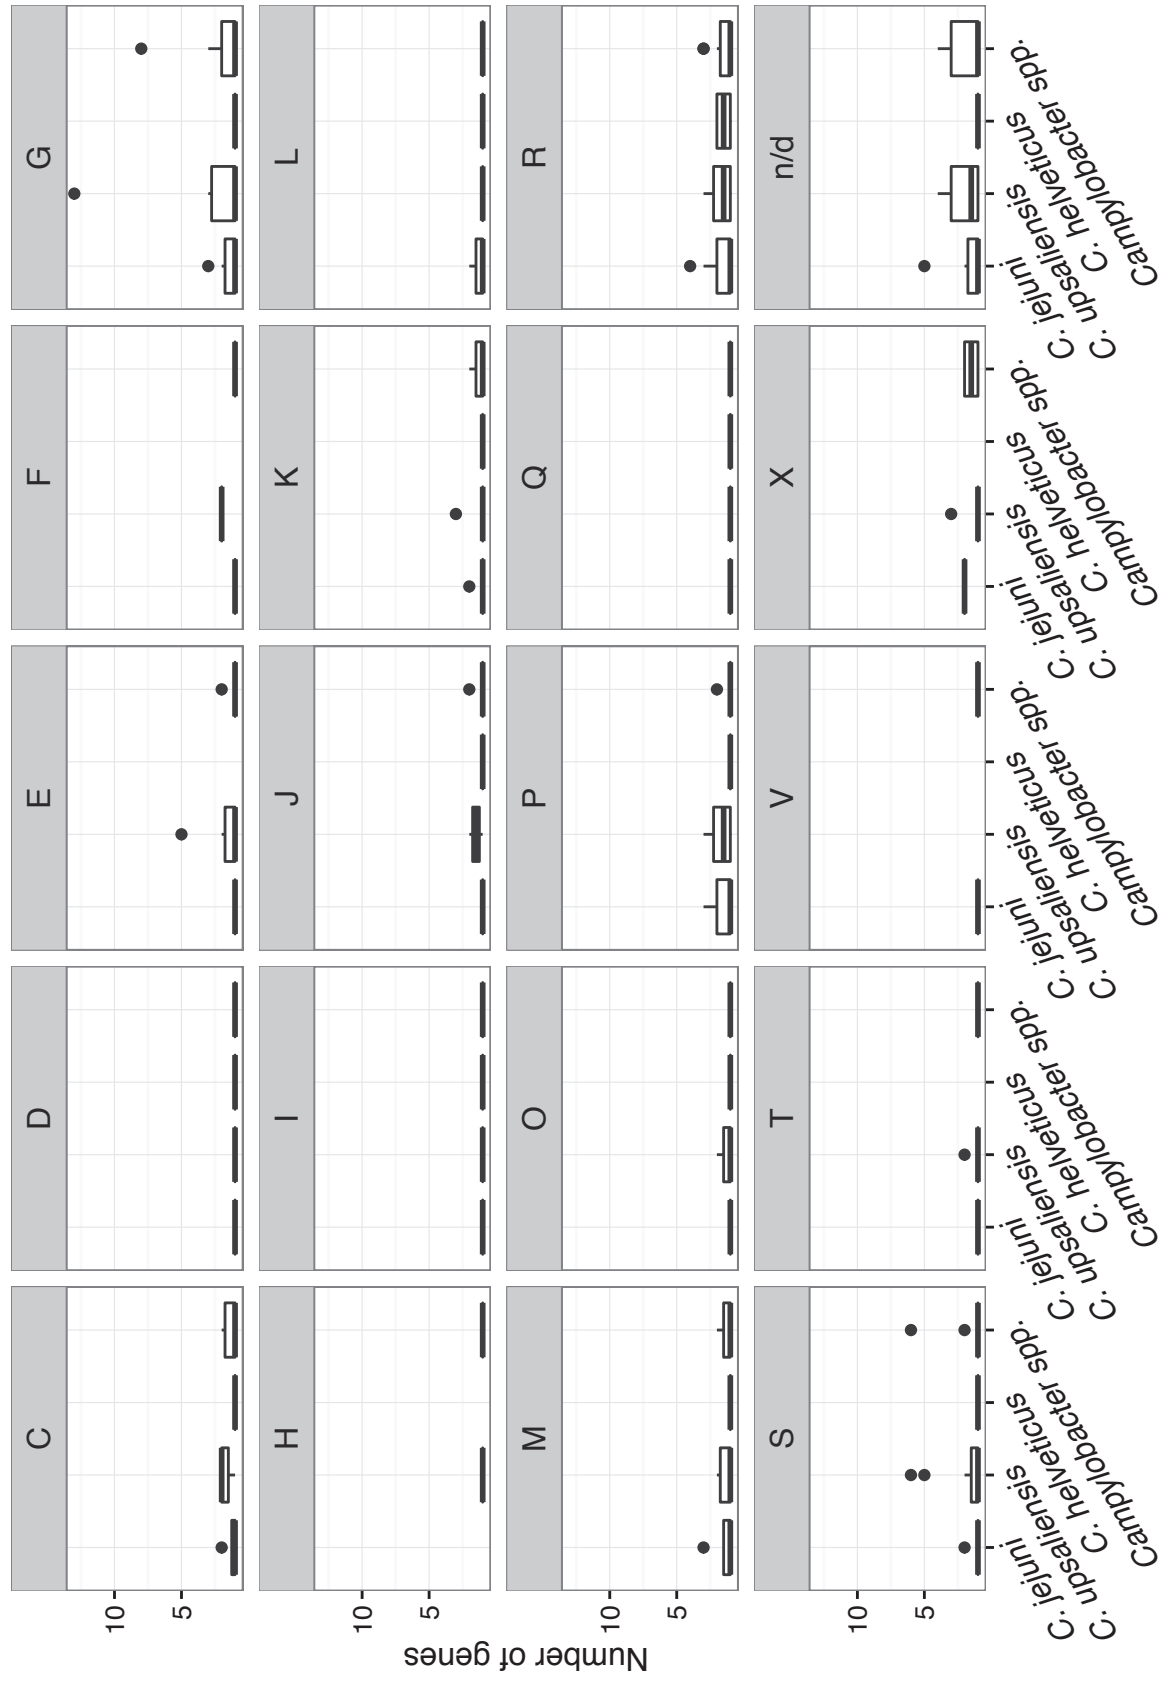 C
D
E
F
G
H
I
J
K
L
M
O
P
Q
R
S
T
V
X
n/d
10
5
10
5
10
5
10
5
Number of genes
C. jejuni
C. upsaliensis
C. helveticus
Campylobacter spp.
C. jejuni
C. upsaliensis
C. helveticus
Campylobacter spp.
C. jejuni
C. upsaliensis
C. helveticus
Campylobacter spp.
C. jejuni
C. upsaliensis
C. helveticus
Campylobacter spp.
C. jejuni
C. upsaliensis
C. helveticus
Campylobacter spp.